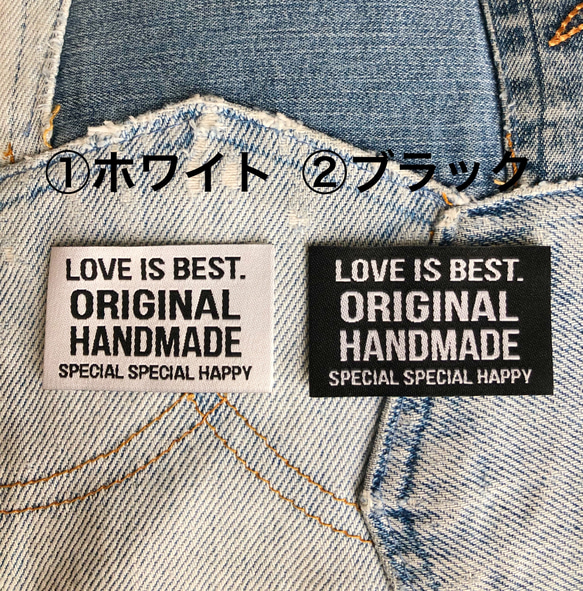 ①ホワイト ②ブラック
LOVE IS BEST.
ORIGINAL
HANDMADE
SPECIAL SPECIAL HAPPY
LOVE IS BEST.
ORIGINAL
HANDMADE
SPECIAL SPECIAL HAPPY